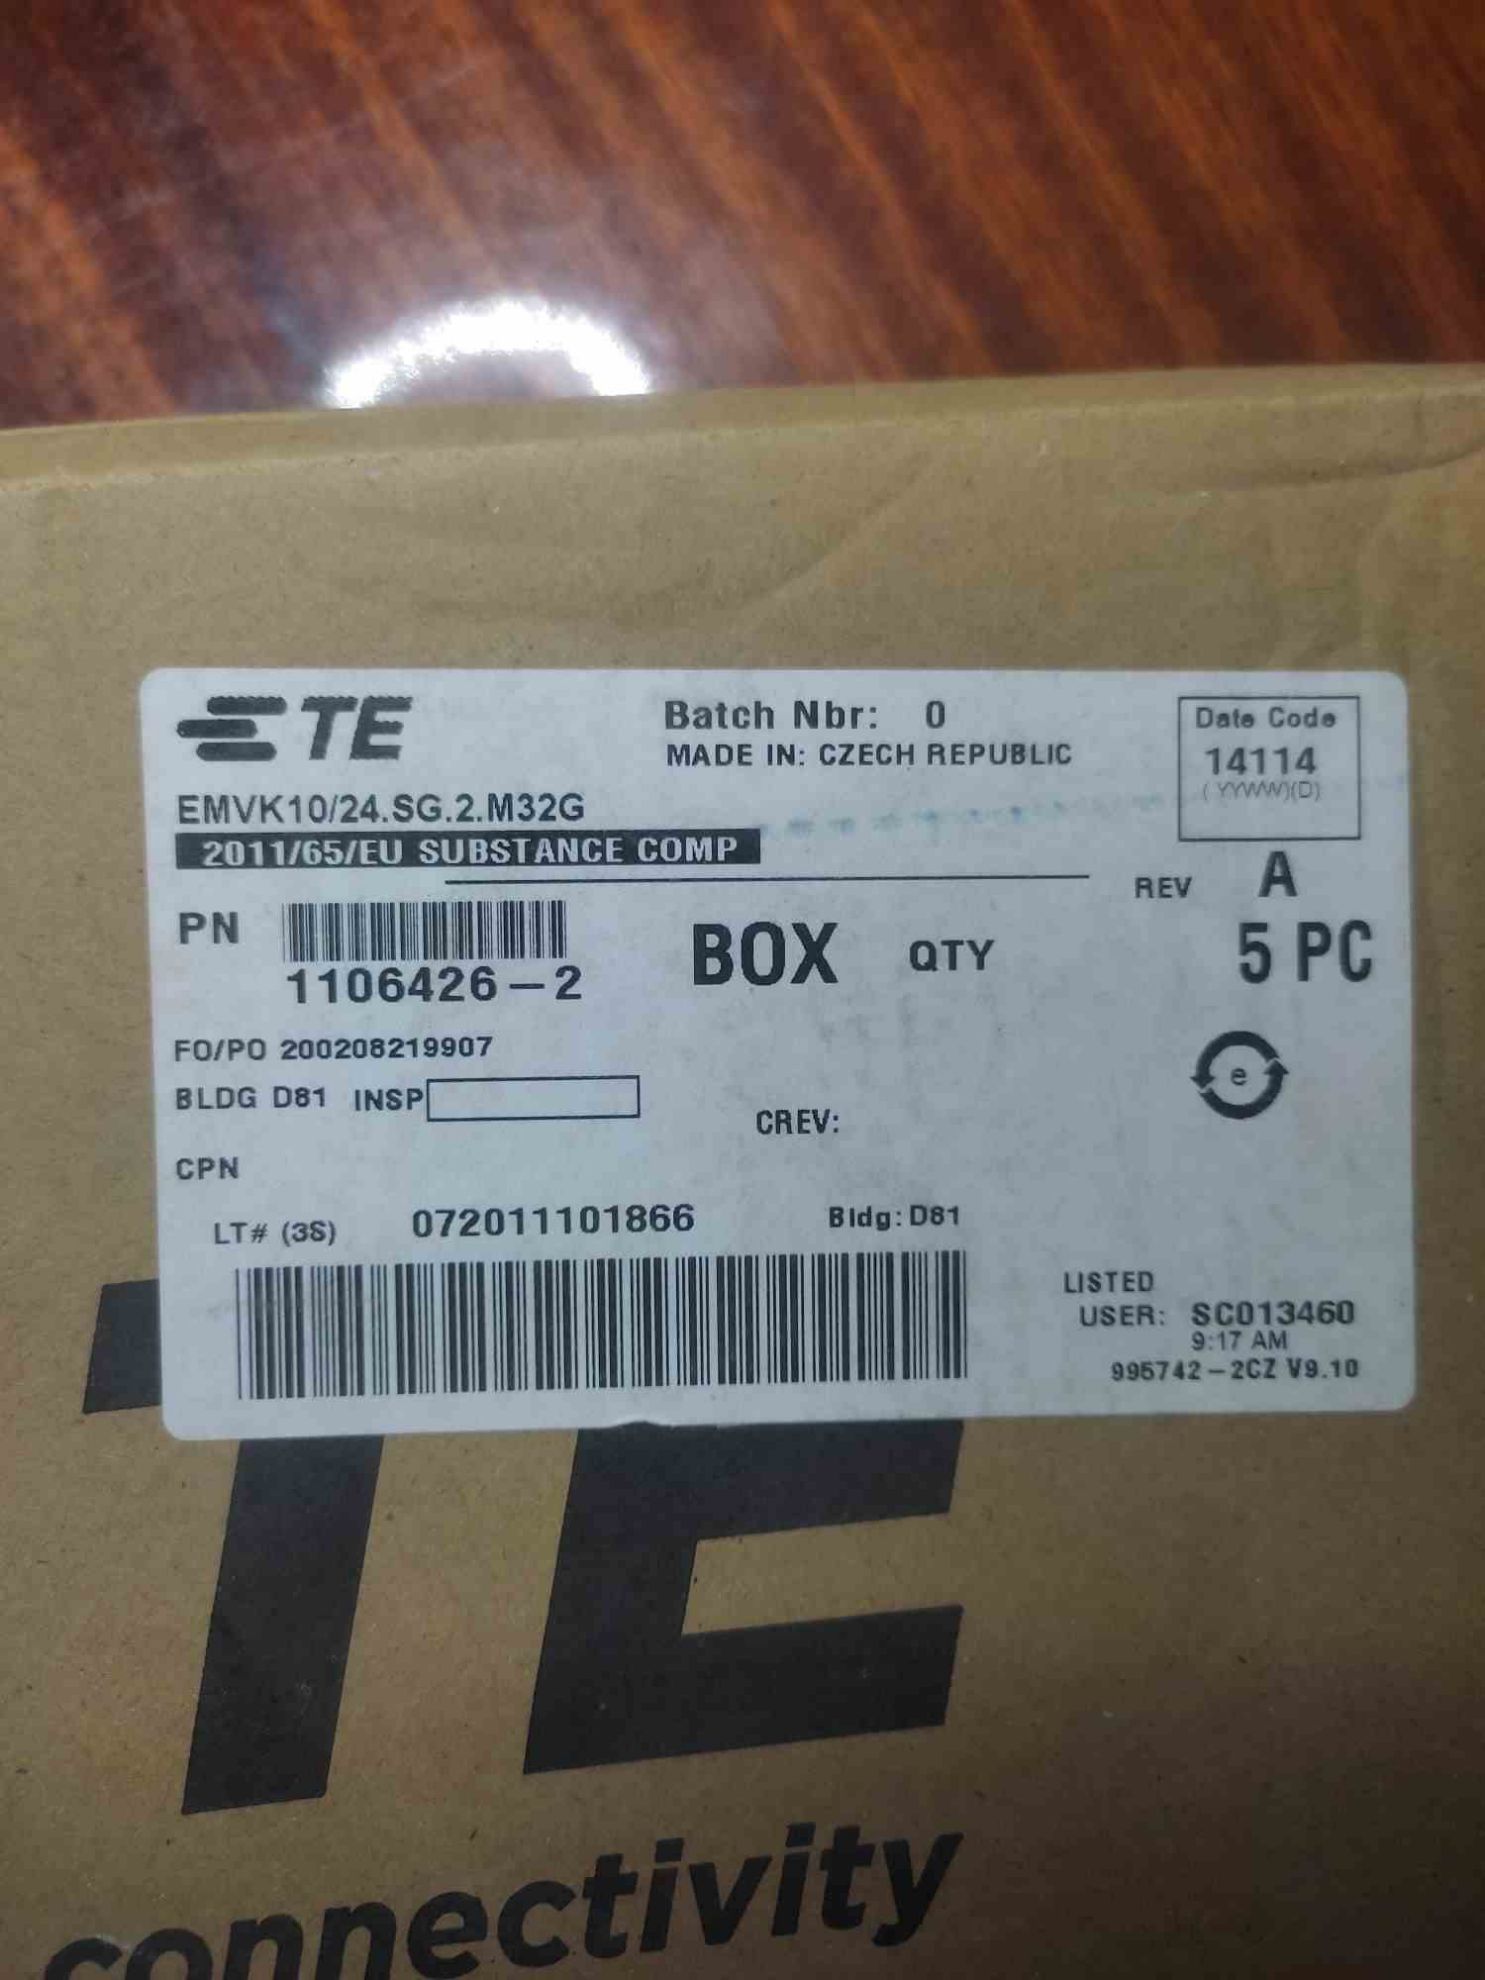 TE
Batch Nbr: 0
MADE IN: CZECH REPUBLIC
Date Code
14114
(YYWW)(D)
EMVK10/24.SG.2.M32G
2011/65/EU SUBSTANCE COMP
REV A
PN
1106426-2
BOX QTY 5 PC
FO/PO 200208219907
e
BLDG D81 INSP
CREV:
CPN
LT# (3S) 072011101866 Bldg: D81
LISTED
USER: SC013460
9:17 AM
995742-2CZ V9.10
TE
connectivity